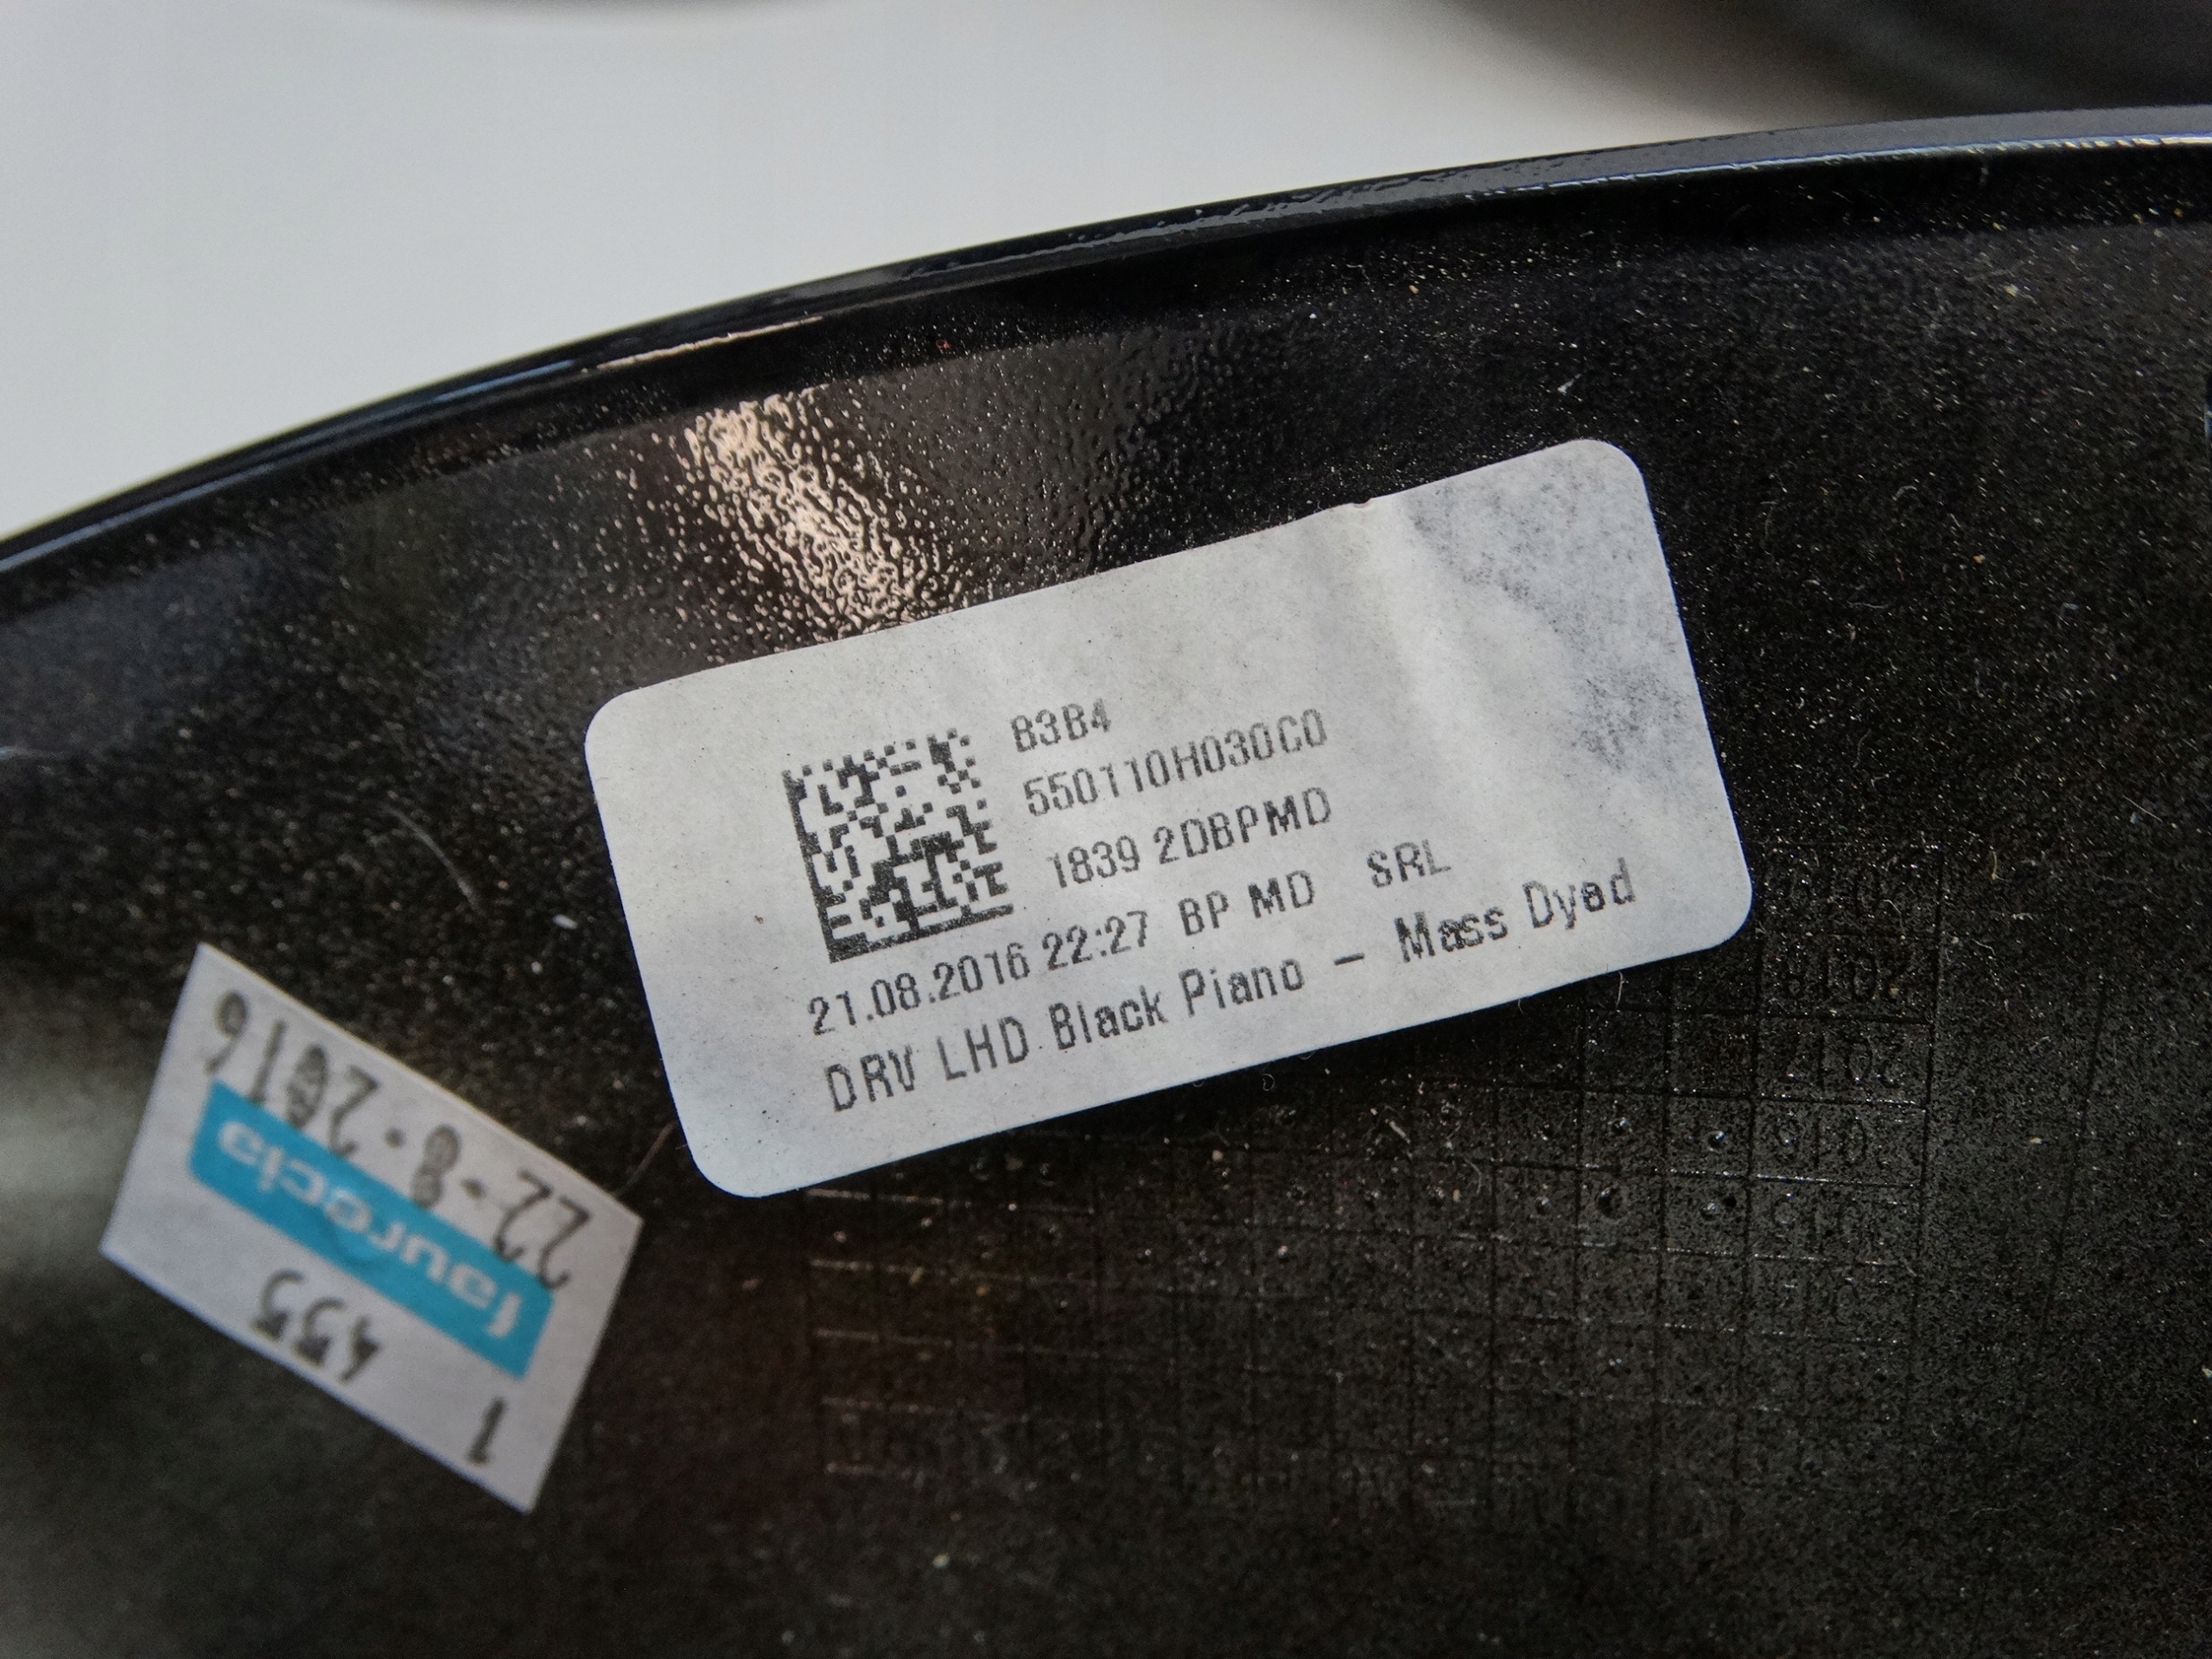 B3B4
550110H030C0
1839 2DBPMD
21.08.2016 22:27 BP MD SRL
DRV LHD Black Piano - Mass Dyed
1
455
faurecia
22-8-2016